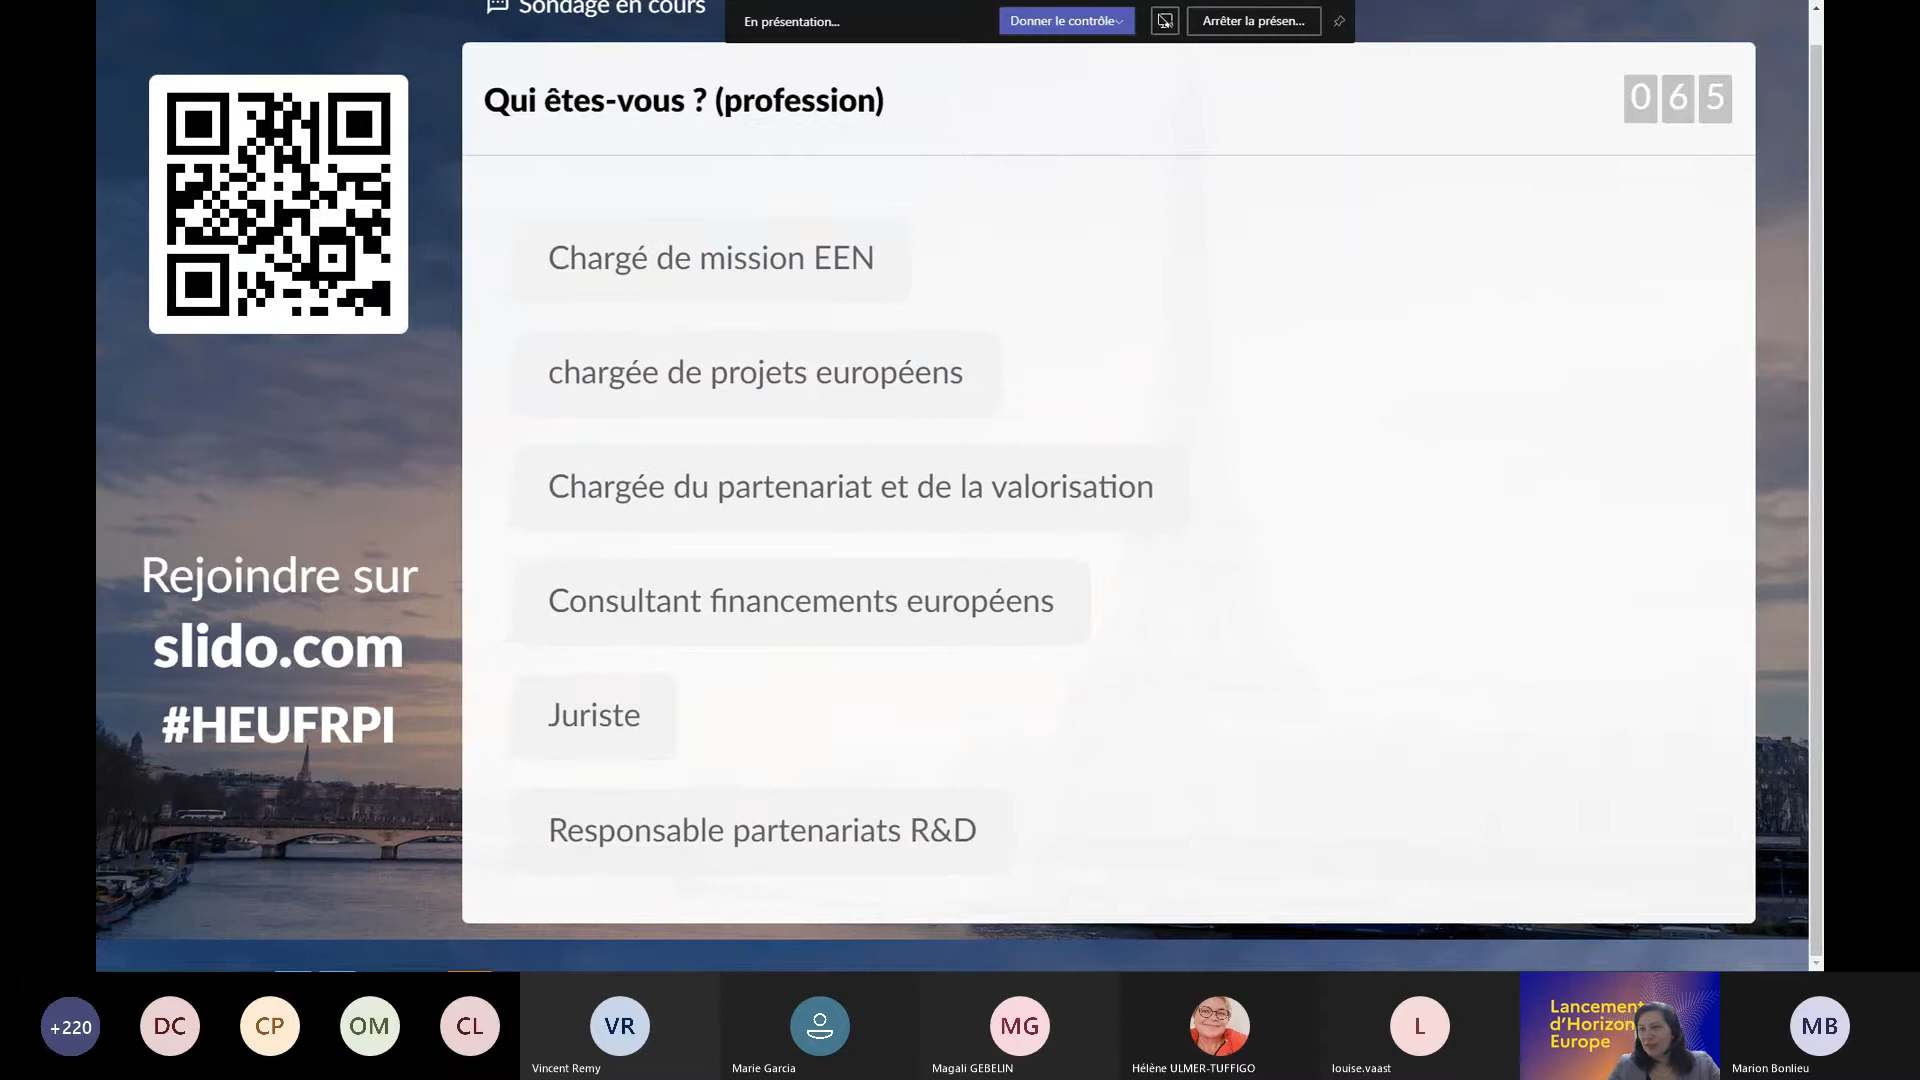 Sondage en cours
En présentation...
Donner le contrôle
Arrêter la présen...
Qui êtes-vous ? (profession)
065
Chargé de mission EEN
chargée de projets européens
Chargée du partenariat et de la valorisation
Consultant financements européens
Juriste
Responsable partenariats R&D
Rejoindre sur
slido.com
#HEUFRPI
+220
DC
CP
OM
CL
VR
Vincent Remy
Marie Garcia
MG
Magali GEBELIN
Hélène ULMER-TUFFIGO
L
louise.vaast
Lancement
d'Horizon
Europe
MB
Marion Bonlieu